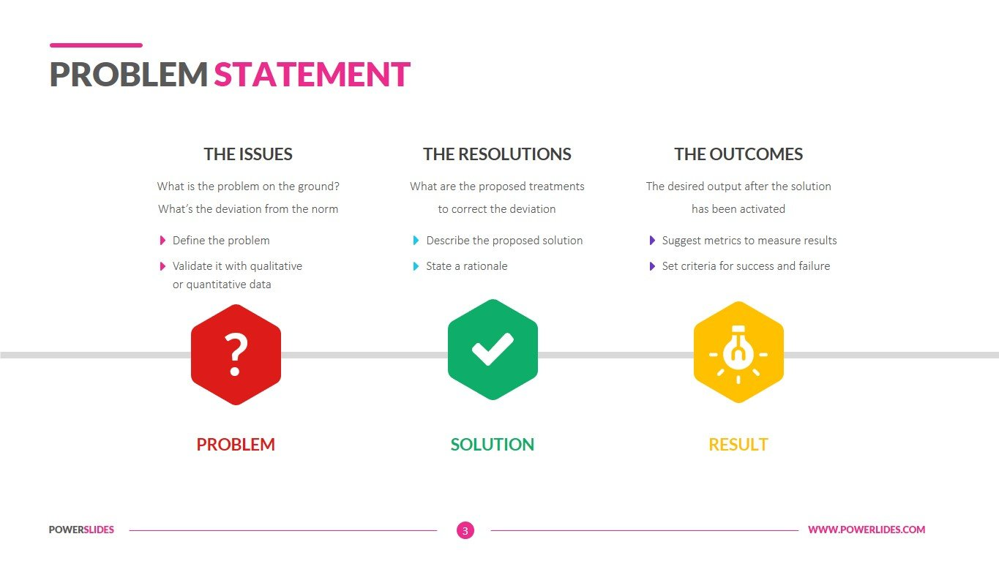 PROBLEM STATEMENT
THE ISSUES
What is the problem on the ground?
What's the deviation from the norm
Define the problem
Validate it with qualitative
or quantitative data
THE RESOLUTIONS
What are the proposed treatments
to correct the deviation
Describe the proposed solution
State a rationale
THE OUTCOMES
The desired output after the solution
has been activated
Suggest metrics to measure results
Set criteria for success and failure
?
PROBLEM
SOLUTION
RESULT
POWERSLIDES
3
WWW.POWERLIDES.COM